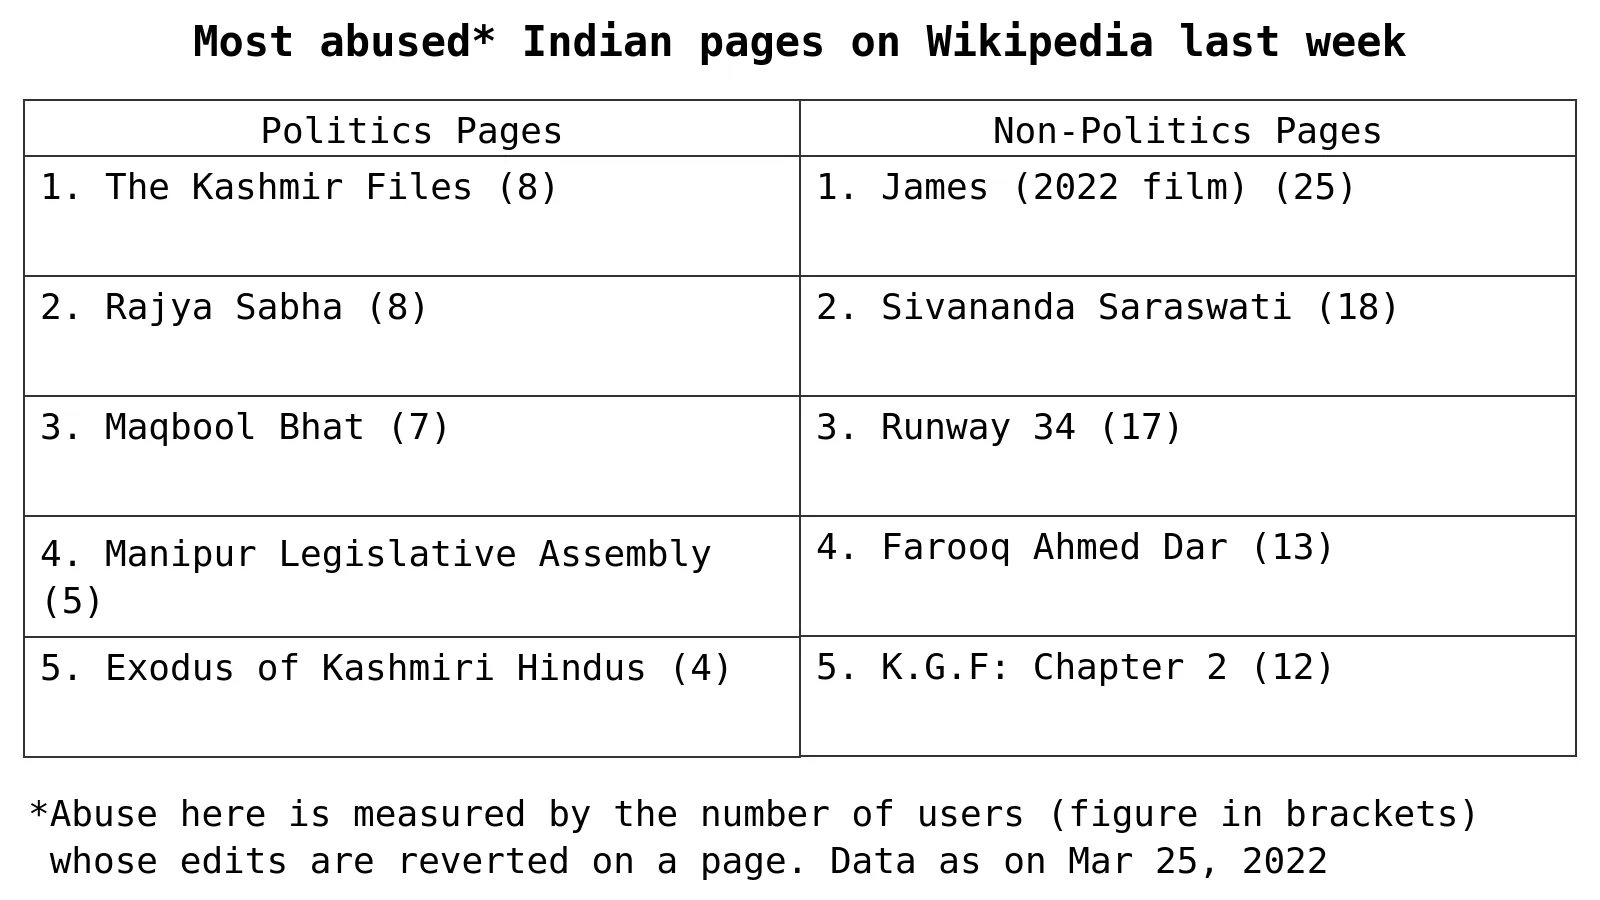 Most abused* Indian pages on Wikipedia last week
Politics Pages
Non-Politics Pages
1. The Kashmir Files (8)
1. James (2022 film) (25)
2. Rajya Sabha (8)
2. Sivananda Saraswati (18)
3. Maqbool Bhat (7)
3. Runway 34 (17)
4. Manipur Legislative Assembly
(5)
4. Farooq Ahmed Dar (13)
5. Exodus of Kashmiri Hindus (4)
5. K.G.F: Chapter 2 (12)
*Abuse here is measured by the number of users (figure in brackets)
whose edits are reverted on a page. Data as on Mar 25, 2022